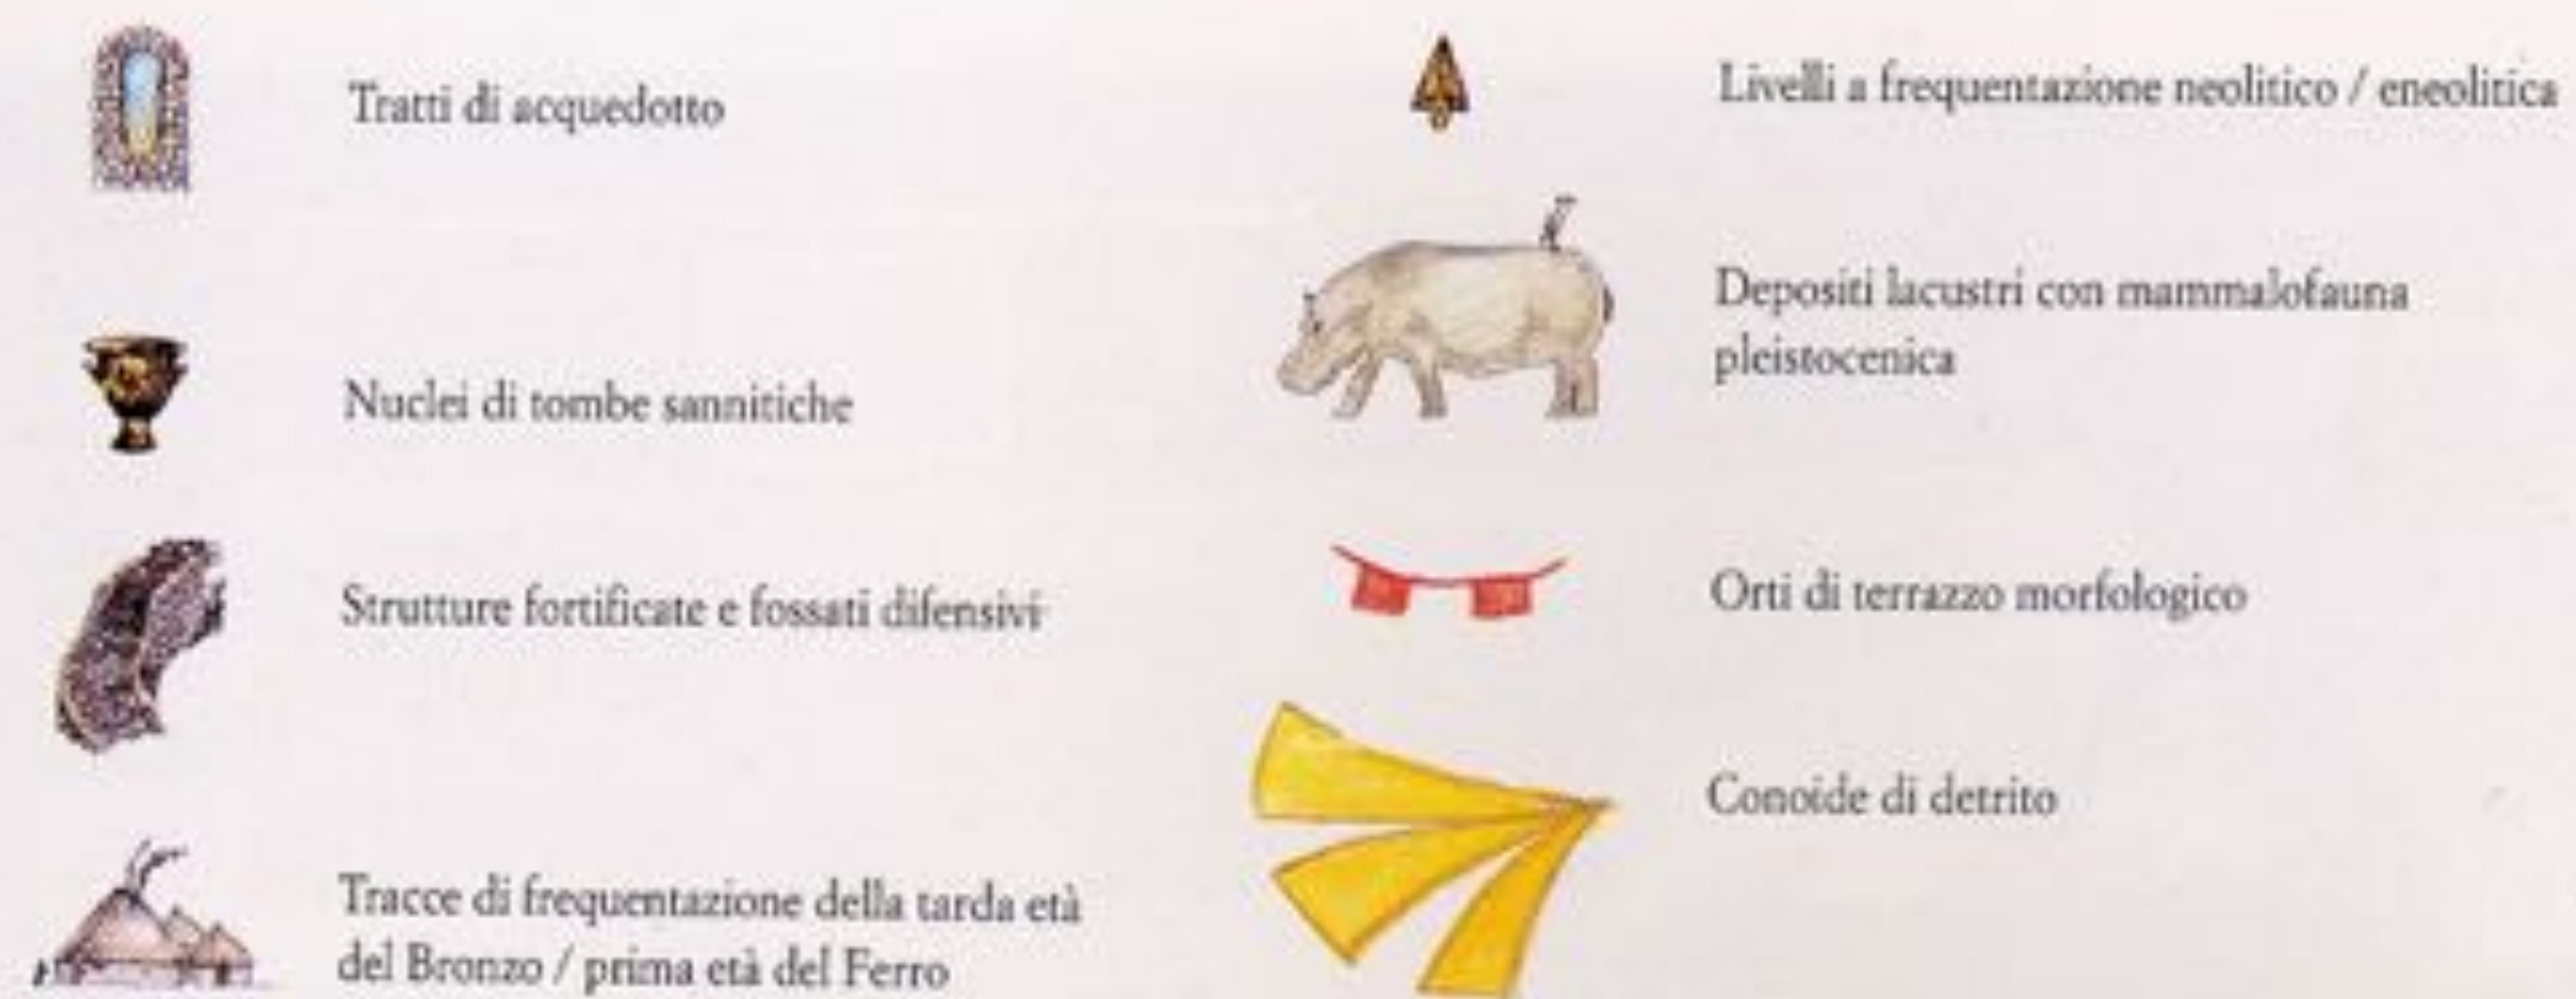 Tratti di acquedotto
Nuclei di tombe sannitiche
Strutture fortificate e fossati difensivi
Tracce di frequentazione della tarda età
del Bronzo / prima età del Ferro
Livelli a frequentazione neolitico / eneolitica
Depositi lacustri con mammalofauna
pleistocenica
Orti di terrazzo morfologico
Conoide di detrito